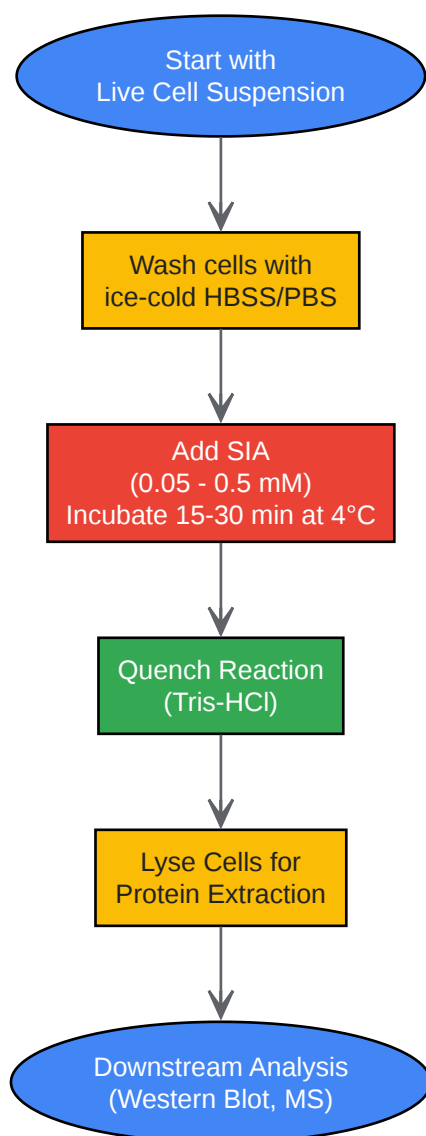 Start with
Live Cell Suspension
Wash cells with
ice-cold HBSS/PBS
Add SIA
(0.05 - 0.5 mM)
Incubate 15-30 min at 4°C
Quench Reaction
(Tris-HCl)
Lyse Cells for
Protein Extraction
Downstream Analysis
(Western Blot, MS)